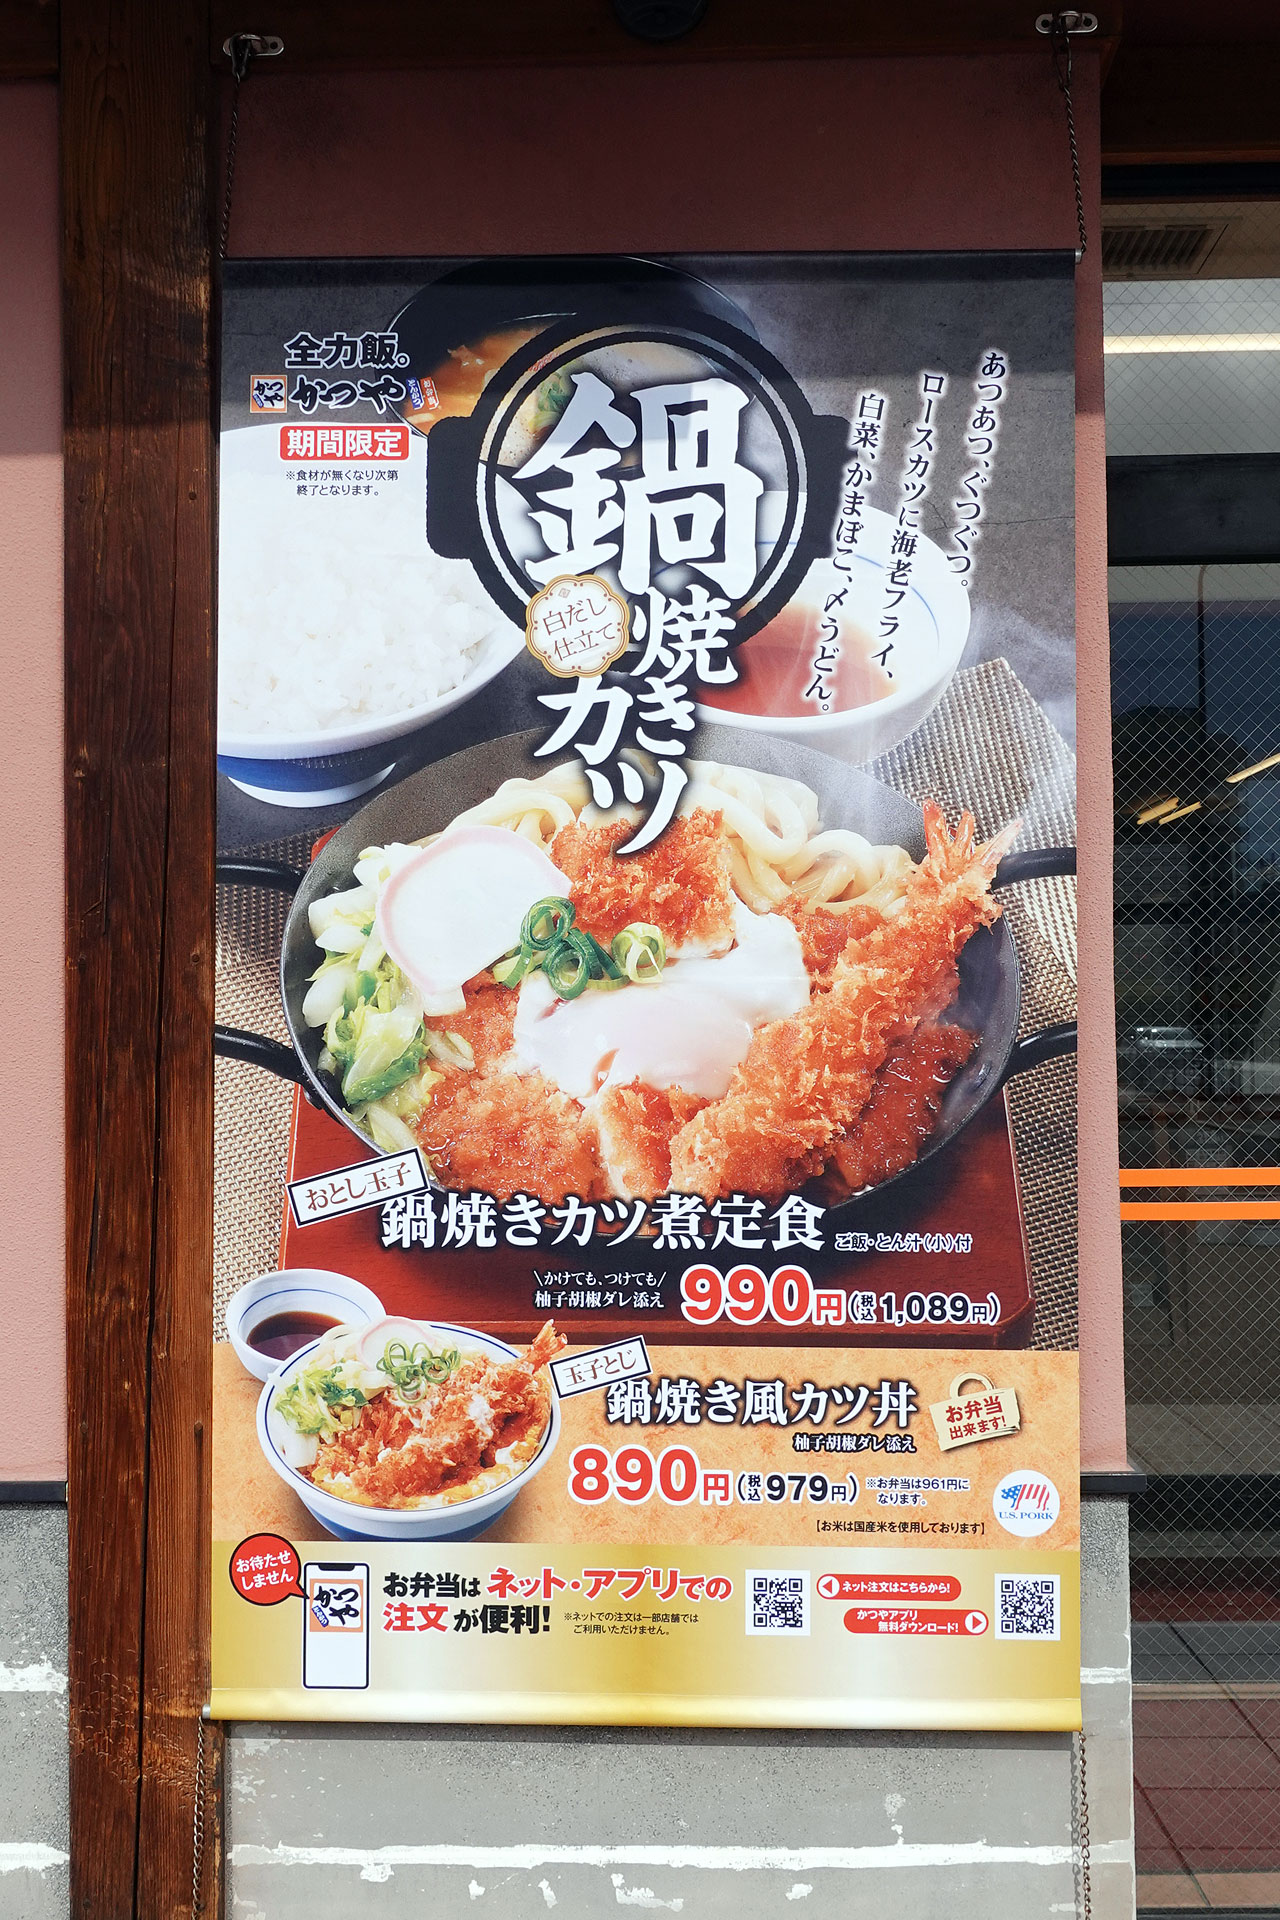 全力飯。
かつや
期間限定
※食材が無くなり次第
終了となります。
あつあつ、ぐつぐつ。
ロースカツに海老フライ、
白菜、かまぼこ、〆うどん。
鍋焼きカツ
白だし
仕立て
おとし玉子
鍋焼きカツ煮定食 ご飯・とん汁(小)付
\かけても、つけても/
柚子胡椒ダレ添え
990円(税込1,089円)
玉子とじ
鍋焼き風カツ丼
柚子胡椒ダレ添え
お弁当
出来ます!
890円(税込979円)
※お弁当は961円に
なります。
【お米は国産米を使用しております】
U.S. PORK
お待たせ
しません
かつや
お弁当はネット・アプリでの
注文が便利!
※ネットでの注文は一部店舗では
ご利用いただけません。
ネット注文はこちらから!
かつやアプリ
無料ダウンロード!